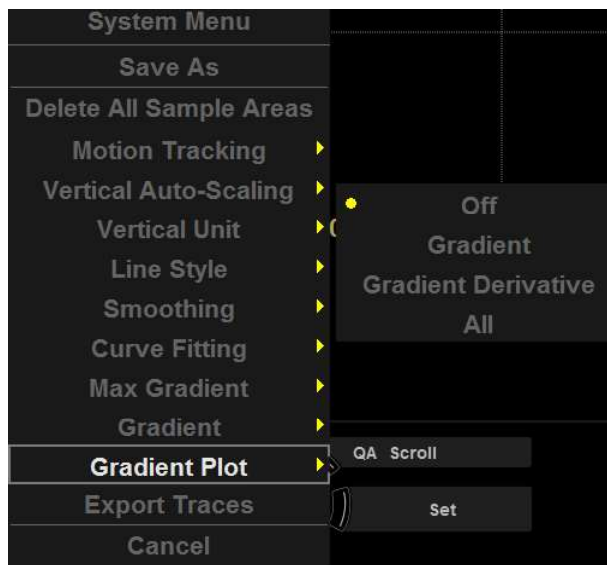 System Menu
Save As
Delete All Sample Areas
Motion Tracking
Vertical Auto-Scaling
Vertical Unit
Line Style
Smoothing
Curve Fitting
Max Gradient
Gradient
Gradient Plot
Export Traces
Cancel
Off
Gradient
Gradient Derivative
All
QA Scroll
Set